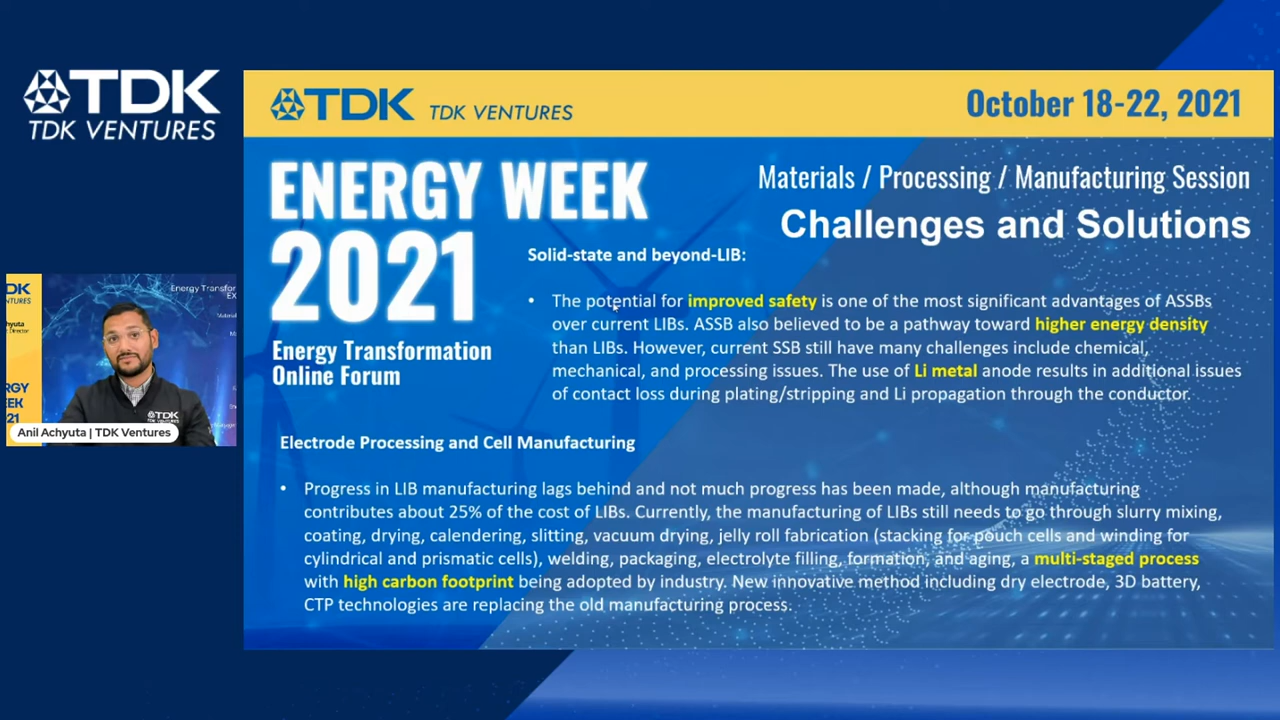 TDK
TDK VENTURES
TDK TDK VENTURES
October 18-22, 2021
ENERGY WEEK
2021
Energy Transformation
Online Forum
Materials / Processing / Manufacturing Session
Challenges and Solutions
Solid-state and beyond-LIB:
• The potential for improved safety is one of the most significant advantages of ASSBs
over current LIBs. ASSB also believed to be a pathway toward higher energy density
than LIBs. However, current SSB still have many challenges include chemical,
mechanical, and processing issues. The use of Li metal anode results in additional issues
of contact loss during plating/stripping and Li propagation through the conductor.
Electrode Processing and Cell Manufacturing
• Progress in LIB manufacturing lags behind and not much progress has been made, although manufacturing
contributes about 25% of the cost of LIBs. Currently, the manufacturing of LIBs still needs to go through slurry mixing,
coating, drying, calendering, slitting, vacuum drying, jelly roll fabrication (stacking for pouch cells and winding for
cylindrical and prismatic cells), welding, packaging, electrolyte filling, formation, and aging, a multi-staged process
with high carbon footprint being adopted by industry. New innovative method including dry electrode, 3D battery,
CTP technologies are replacing the old manufacturing process.
Energy Transfor
TDK
TDK VENTURES
Anil Achyuta | TDK Ventures